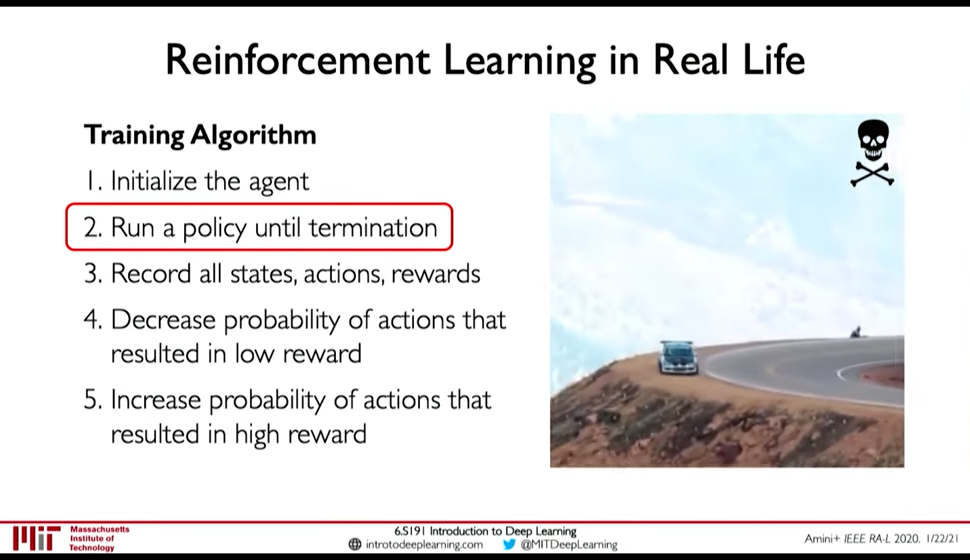 Reinforcement Learning in Real Life
Training Algorithm
1. Initialize the agent
2. Run a policy until termination
3. Record all states, actions, rewards
4. Decrease probability of actions that
resulted in low reward
5. Increase probability of actions that
resulted in high reward
Massachusetts
Institute of
Technology
6.S191 Introduction to Deep Learning
introtodeeplearning.com @MITDeepLearning
Amini+ IEEE RA-L 2020. 1/22/21